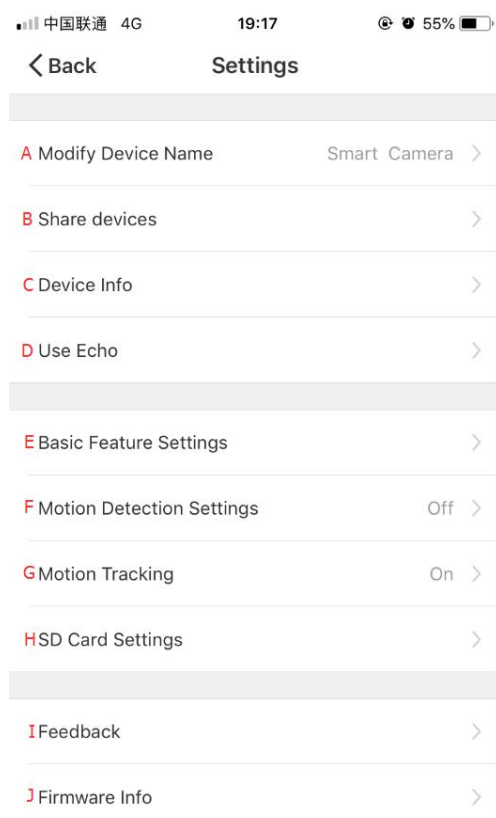 中国联通 4G 19:17 55%
Back Settings
A Modify Device Name Smart Camera
B Share devices
C Device Info
D Use Echo
E Basic Feature Settings
F Motion Detection Settings Off
G Motion Tracking On
H SD Card Settings
I Feedback
J Firmware Info